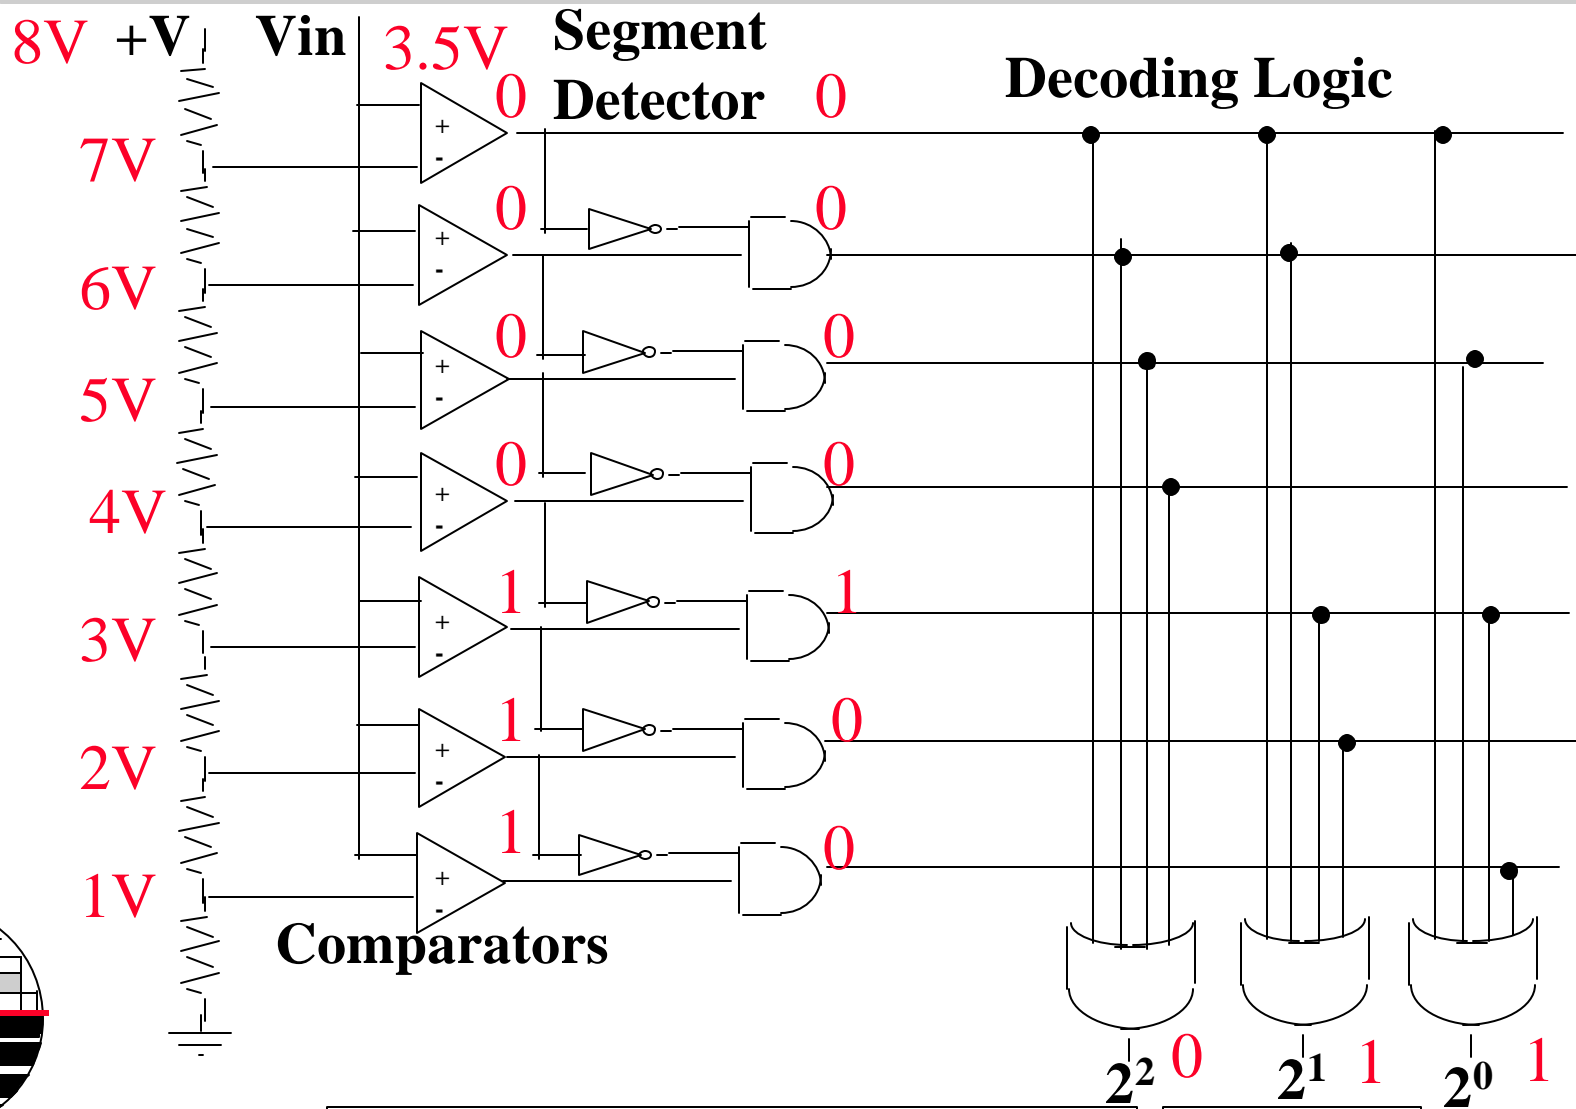 8V +V Vin 3.5V Segment
Detector
Decoding Logic
0 0
7V
+
-
0 0
+
-
6V
0 0
+
-
5V
0 0
+
-
4V
1 1
+
-
3V
1 0
+
-
2V
1 0
+
-
1V
Comparators
2² 0 2¹ 1 2⁰ 1